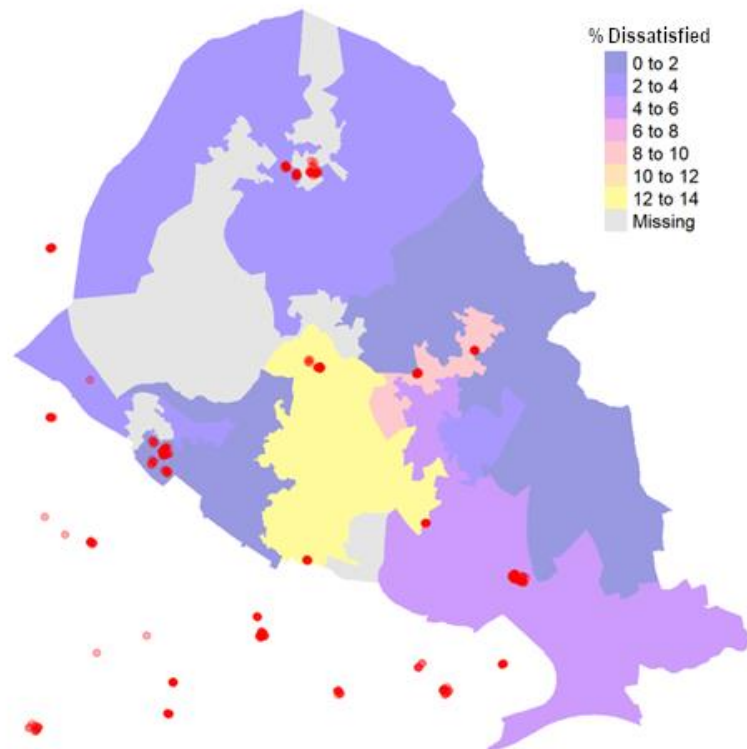 % Dissatisfied
0 to 2
2 to 4
4 to 6
6 to 8
8 to 10
10 to 12
12 to 14
Missing